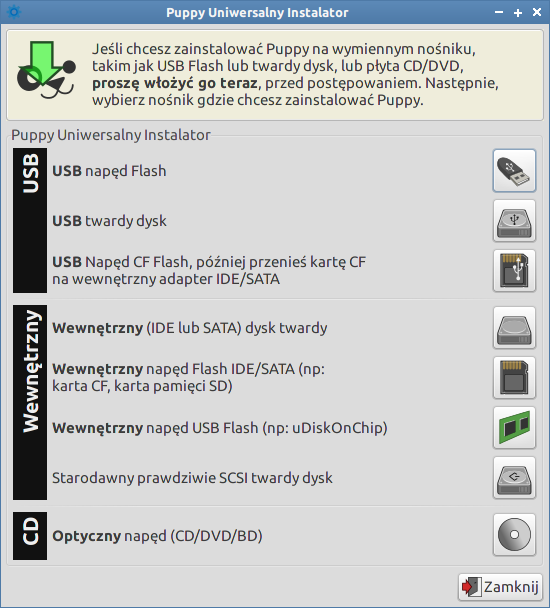 Puppy Uniwersalny Instalator
Jeśli chcesz zainstalować Puppy na wymiennym nośniku,
takim jak USB Flash lub twardy dysk, lub płyta CD/DVD,
proszę włożyć go teraz, przed postępowaniem. Następnie,
wybierz nośnik gdzie chcesz zainstalować Puppy.
Puppy Uniwersalny Instalator
USB
USB napęd Flash
USB twardy dysk
USB Napęd CF Flash, później przenieś kartę CF
na wewnętrzny adapter IDE/SATA
Wewnętrzny
Wewnętrzny (IDE lub SATA) dysk twardy
Wewnętrzny napęd Flash IDE/SATA (np:
karta CF, karta pamięci SD)
Wewnętrzny napęd USB Flash (np: uDiskOnChip)
Starodawny prawdziwie SCSI twardy dysk
CD
Optyczny napęd (CD/DVD/BD)
Zamknij